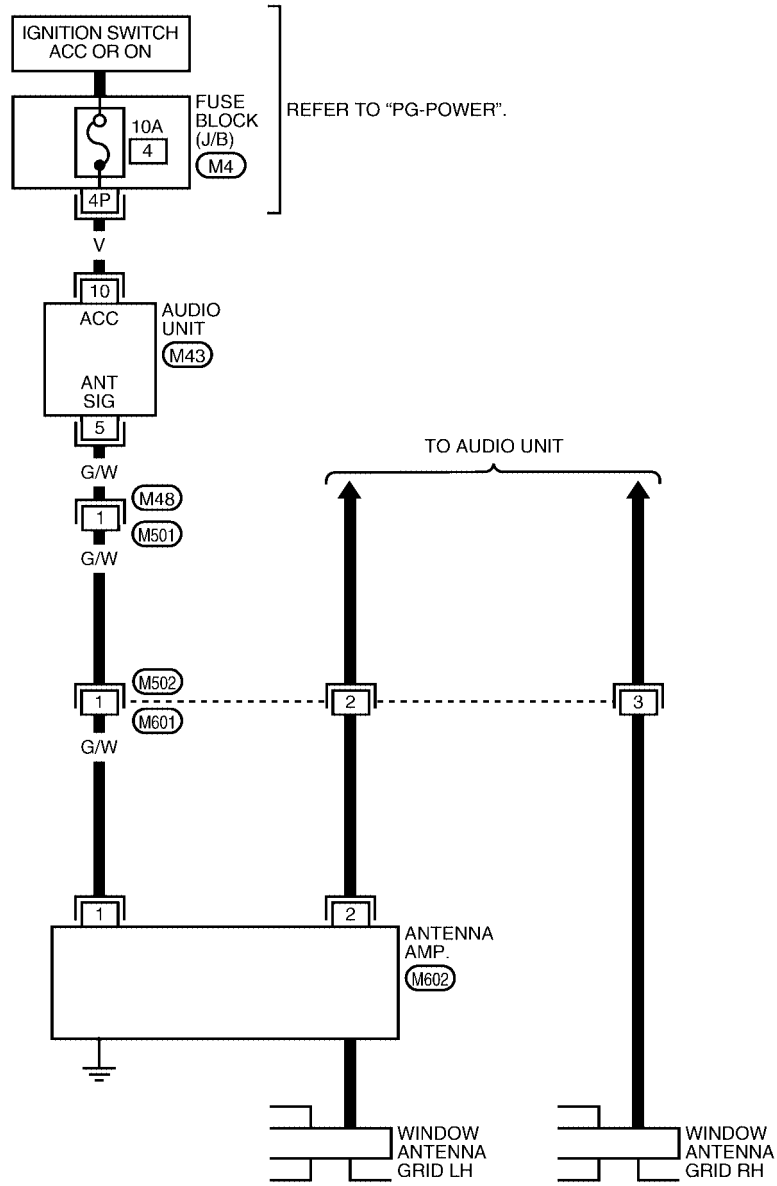 IGNITION SWITCH
ACC OR ON
FUSE
BLOCK
(J/B)
M4
10A
4
4P
REFER TO “PG-POWER”.
V
10
ACC
AUDIO
UNIT
M43
ANT
SIG
5
G/W
M48
1
M501
G/W
TO AUDIO UNIT
M502
1
2
3
M601
G/W
1
2
ANTENNA
AMP.
M602
WINDOW
ANTENNA
GRID LH
WINDOW
ANTENNA
GRID RH